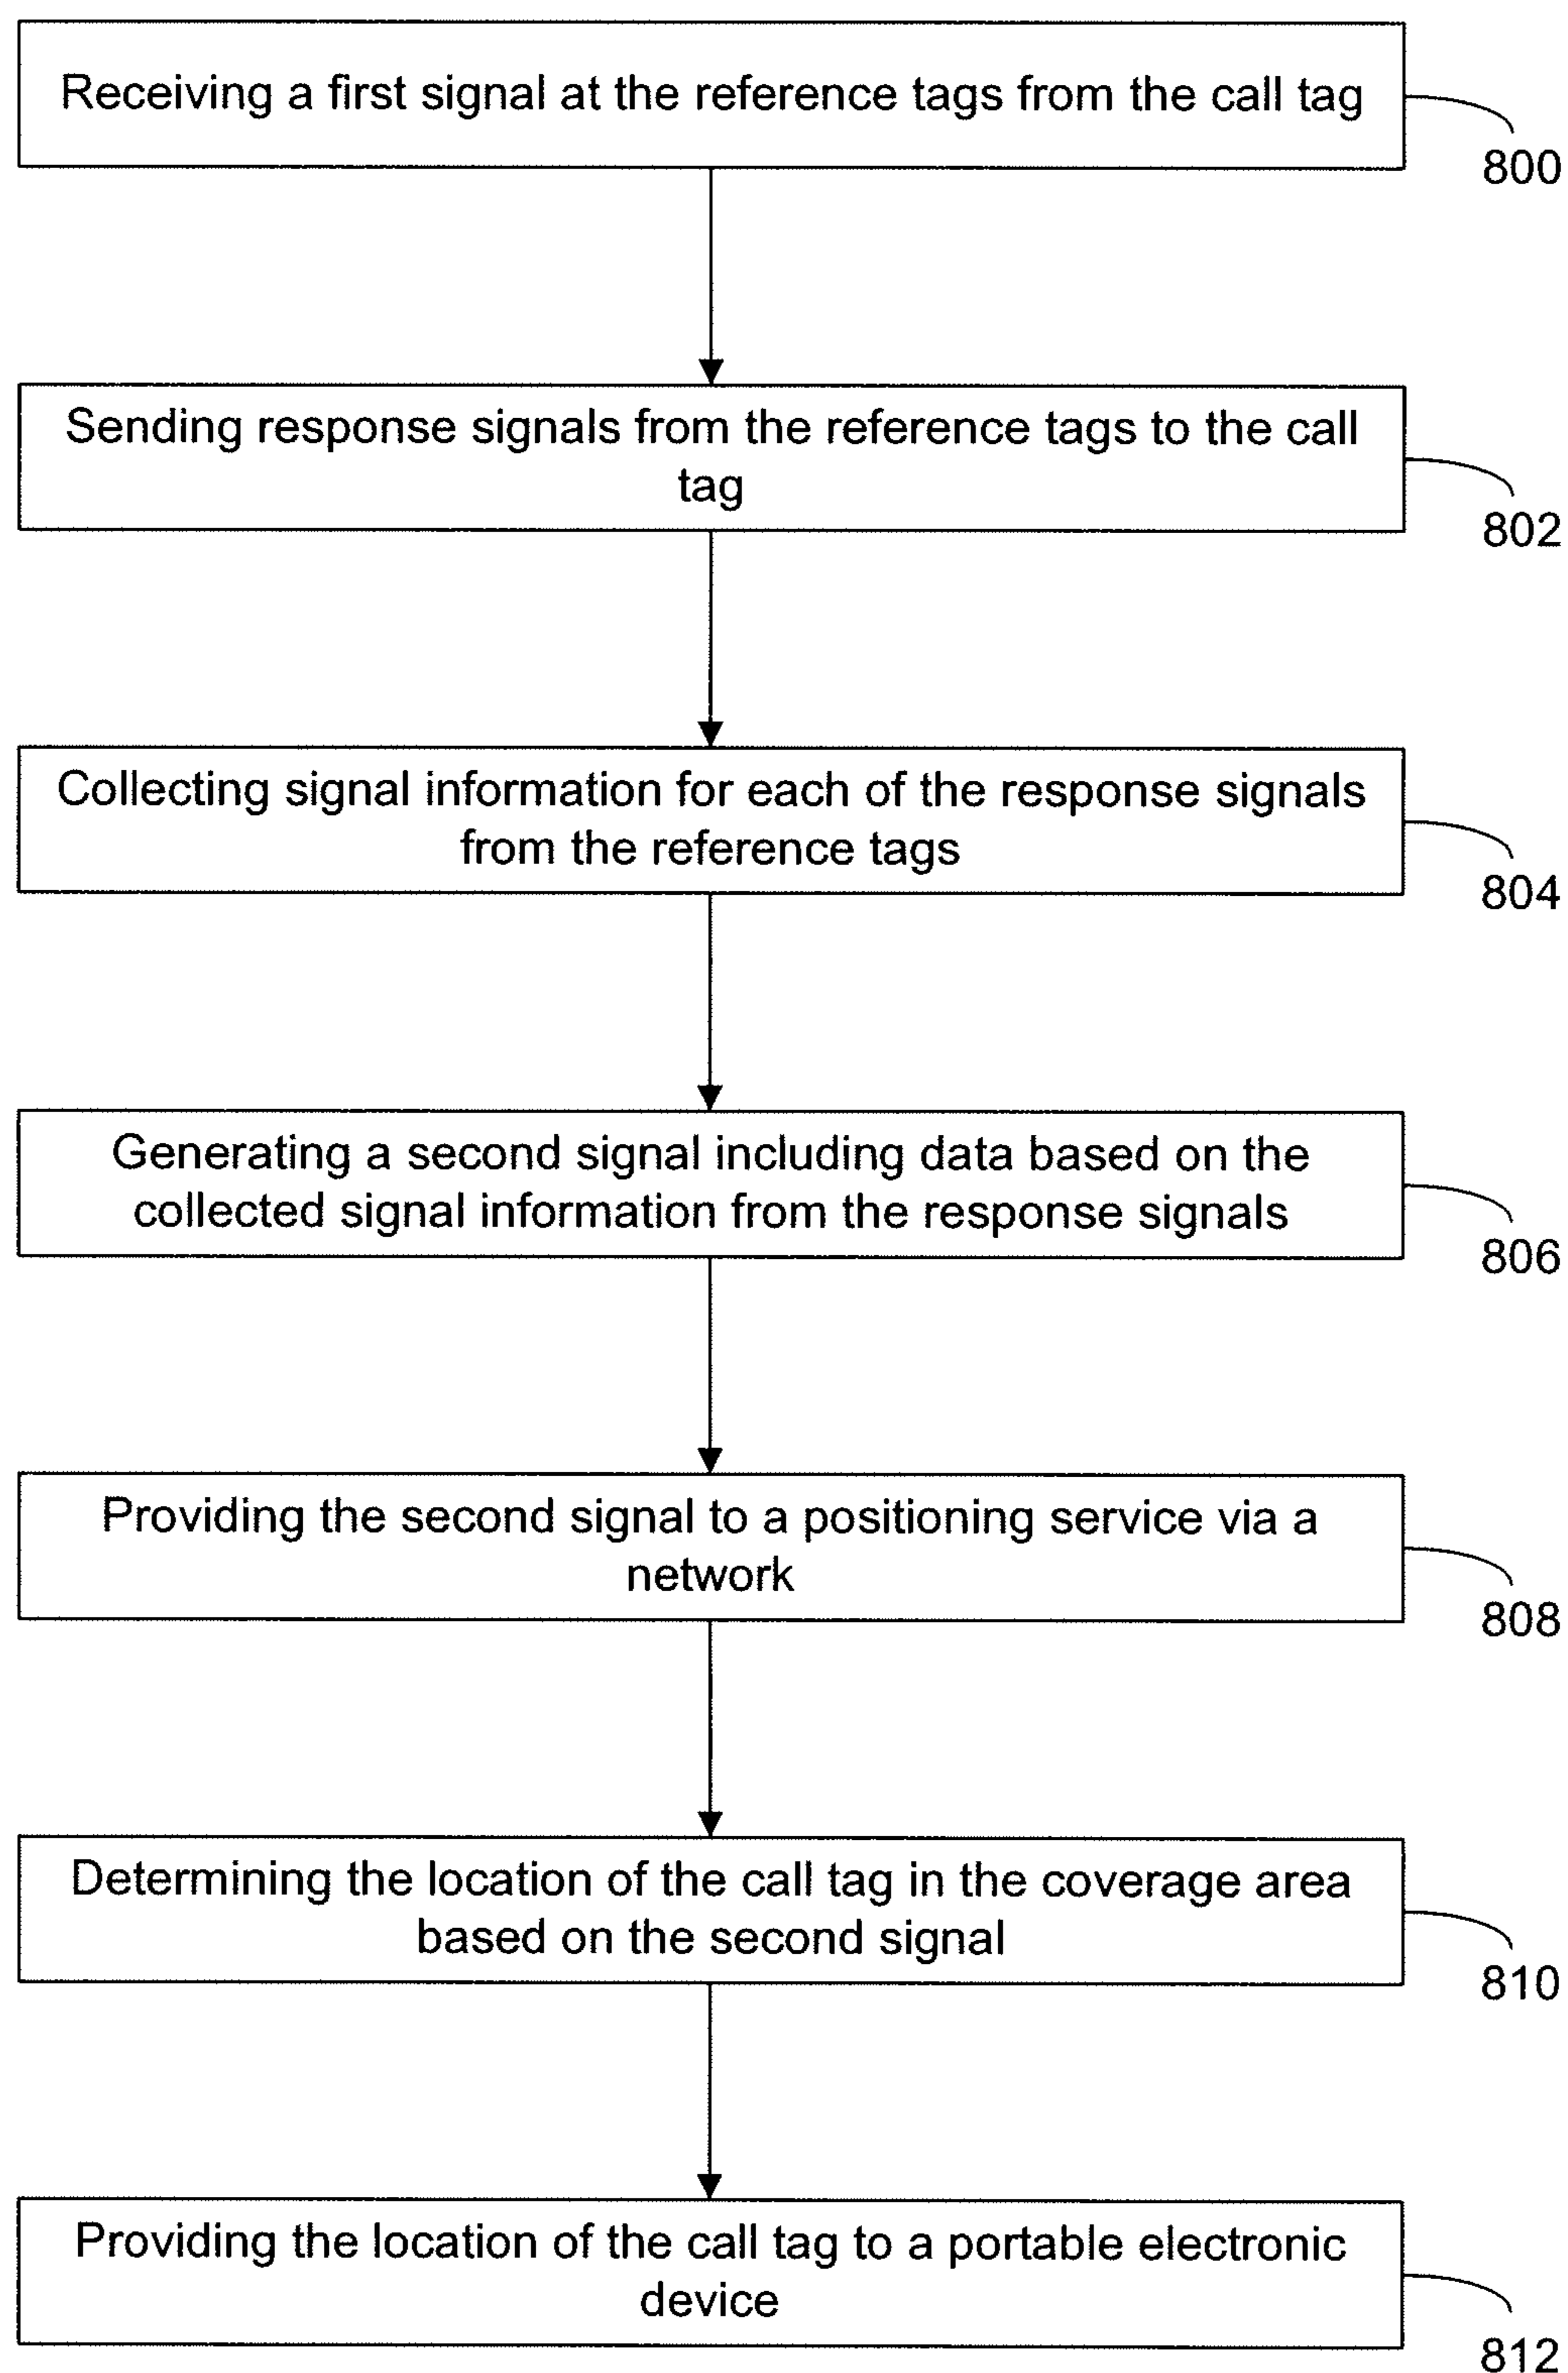 Receiving a first signal at the reference tags from the call tag
800
Sending response signals from the reference tags to the call
tag
802
Collecting signal information for each of the response signals
from the reference tags
804
Generating a second signal including data based on the
collected signal information from the response signals
806
Providing the second signal to a positioning service via a
network
808
Determining the location of the call tag in the coverage area
based on the second signal
810
Providing the location of the call tag to a portable electronic
device
812